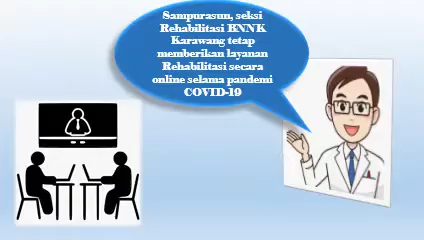 Sampurasun, seksi
Rehabilitasi BNNK
Karawang tetap
memberikan layanan
Rehabilitasi secara
online selama pandemi
COVID-19